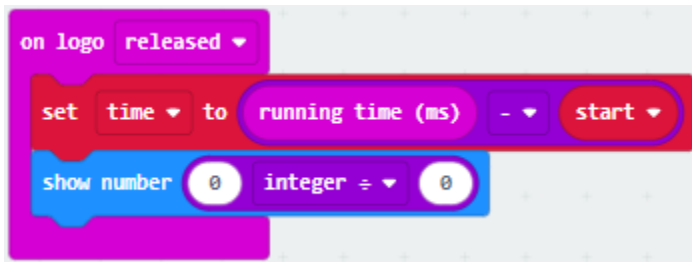 on logo released
set time to running time (ms) - start
show number 0 integer ÷ 0